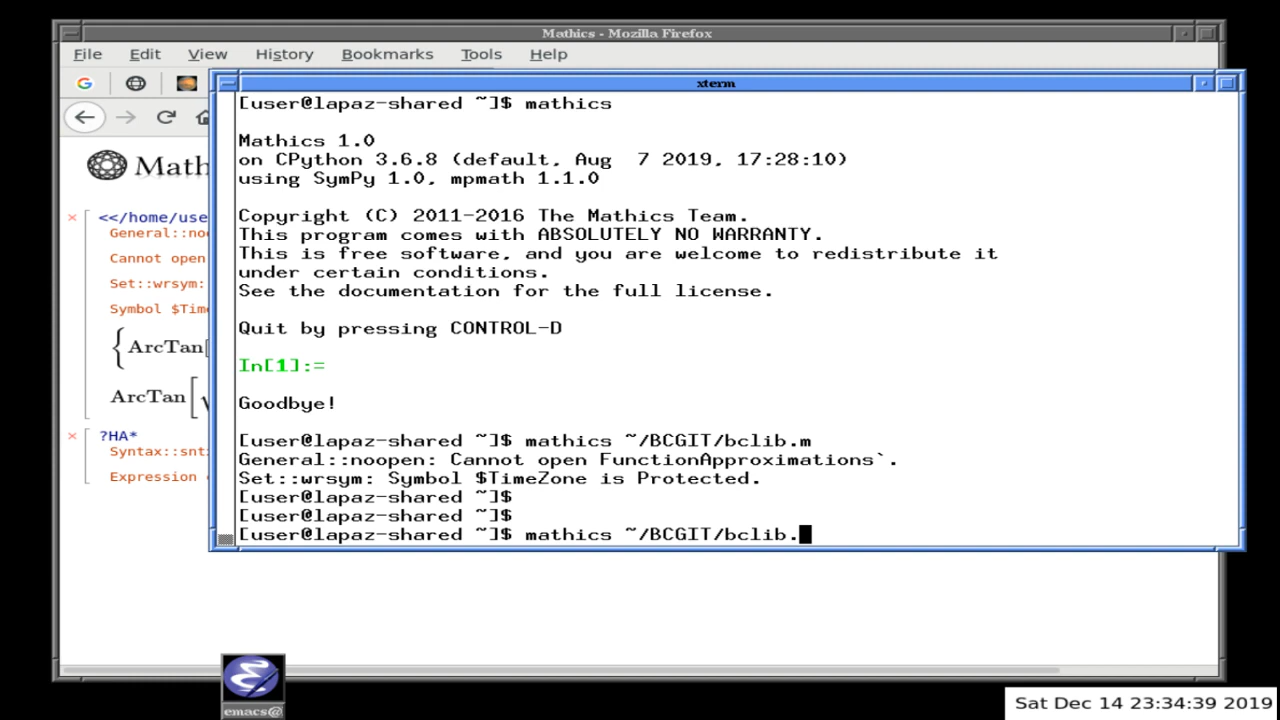 Mathics - Mozilla Firefox
File Edit View History Bookmarks Tools Help
xterm
Math
<</home/use
General::noo
Cannot open
Set::wrsym:
Symbol $Tim
{ArcTan[
ArcTan[√
?HA*
Syntax::snt
Expression
[user@lapaz-shared ~]$ mathics
Mathics 1.0
on CPython 3.6.8 (default, Aug  7 2019, 17:28:10)
using SymPy 1.0, mpmath 1.1.0
Copyright (C) 2011-2016 The Mathics Team.
This program comes with ABSOLUTELY NO WARRANTY.
This is free software, and you are welcome to redistribute it
under certain conditions.
See the documentation for the full license.
Quit by pressing CONTROL-D
In[1]:=
Goodbye!
[user@lapaz-shared ~]$ mathics ~/BCGIT/bclib.m
General::noopen: Cannot open FunctionApproximations`.
Set::wrsym: Symbol $TimeZone is Protected.
[user@lapaz-shared ~]$
[user@lapaz-shared ~]$
[user@lapaz-shared ~]$ mathics ~/BCGIT/bclib.
emacs@
Sat Dec 14 23:34:39 2019